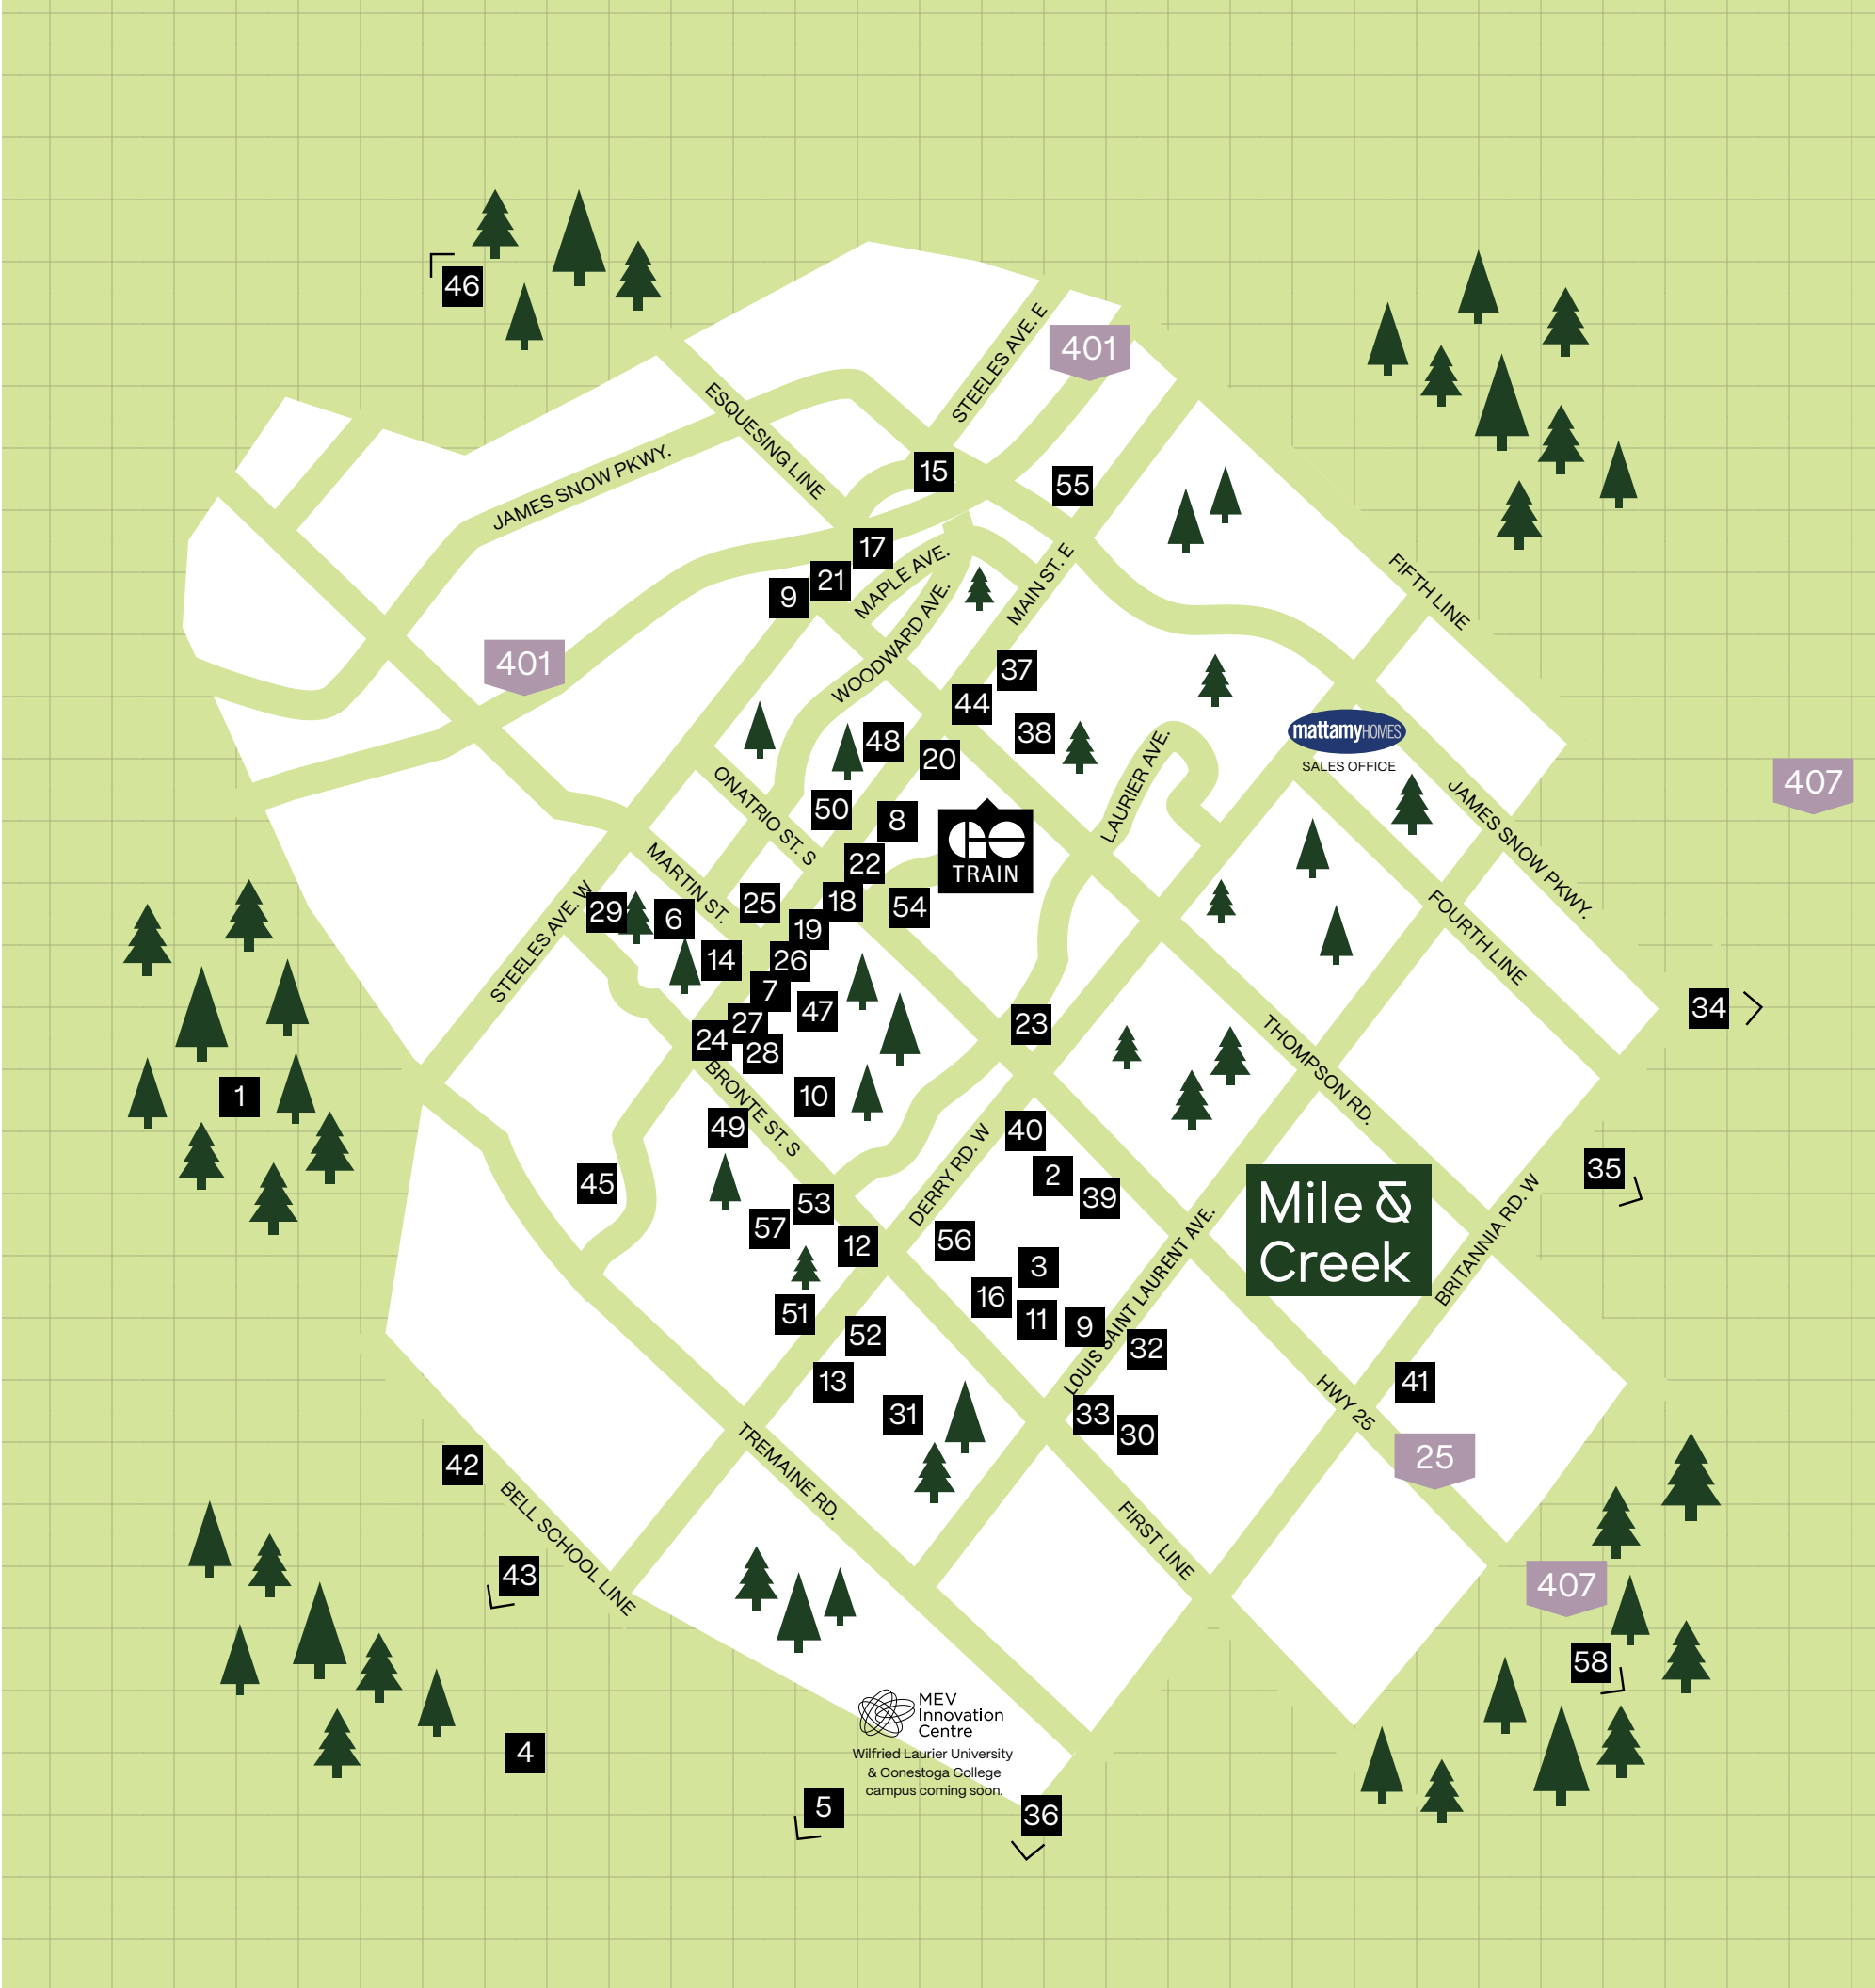 46
STEELES AVE. E
401
ESQUESING LINE
JAMES SNOW PKWY.
15
55
17
MAPLE AVE.
21
9
MAIN ST. E
FIFTH LINE
WOODWARD AVE.
401
37
44
38
48
20
mattamyHOMES
SALES OFFICE
407
LAURIER AVE.
ONATRIO ST. S
50
8
TRAIN
22
JAMES SNOW PKWY.
MARTIN ST.
25
18
54
29
6
19
STEELES AVE. W
14
26
FOURTH LINE
7
47
34
27
23
24
28
THOMPSON RD.
1
BRONTE ST. S
10
49
40
DERRY RD. W
2
35
45
39
53
57
12
56
Mile &
Creek
BRITANNIA RD. W
3
16
LOUIS SAINT LAURENT AVE.
51
11
9
52
32
13
41
HWY 25
31
33
30
42
25
TREMAINE RD.
BELL SCHOOL LINE
FIRST LINE
43
407
58
MEV
Innovation
Centre
Wilfried Laurier University
& Conestoga College
campus coming soon.
4
5
36